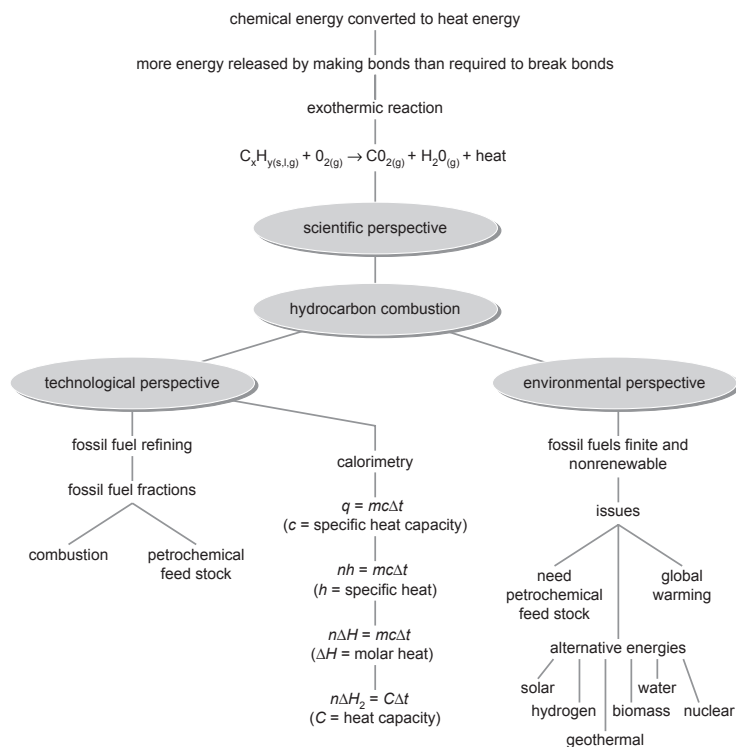 chemical energy converted to heat energy
more energy released by making bonds than required to break bonds
exothermic reaction
CₓHy(s,l,g) + 0₂(g) → C0₂(g) + H₂0(g) + heat
scientific perspective
hydrocarbon combustion
technological perspective
environmental perspective
fossil fuel refining
fossil fuel fractions
combustion
petrochemical
feed stock
calorimetry
q = mcΔt
(c = specific heat capacity)
nh = mcΔt
(h = specific heat)
nΔH = mcΔt
(ΔH = molar heat)
nΔH₂ = CΔt
(C = heat capacity)
fossil fuels finite and
nonrenewable
issues
need
petrochemical
feed stock
global
warming
alternative energies
solar
hydrogen
geothermal
biomass
water
nuclear